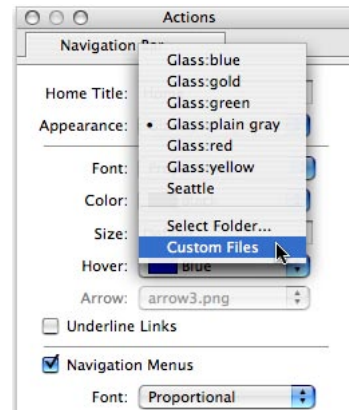 Actions
Navigation Bar
Glass:blue
Home Title:
Glass:gold
Glass:green
Appearance:
• Glass:plain gray
Glass:red
Font:
Glass:yellow
Seattle
Color:
Select Folder...
Size:
Custom Files
Hover: Blue
Arrow: arrow3.png
Underline Links
Navigation Menus
Font: Proportional